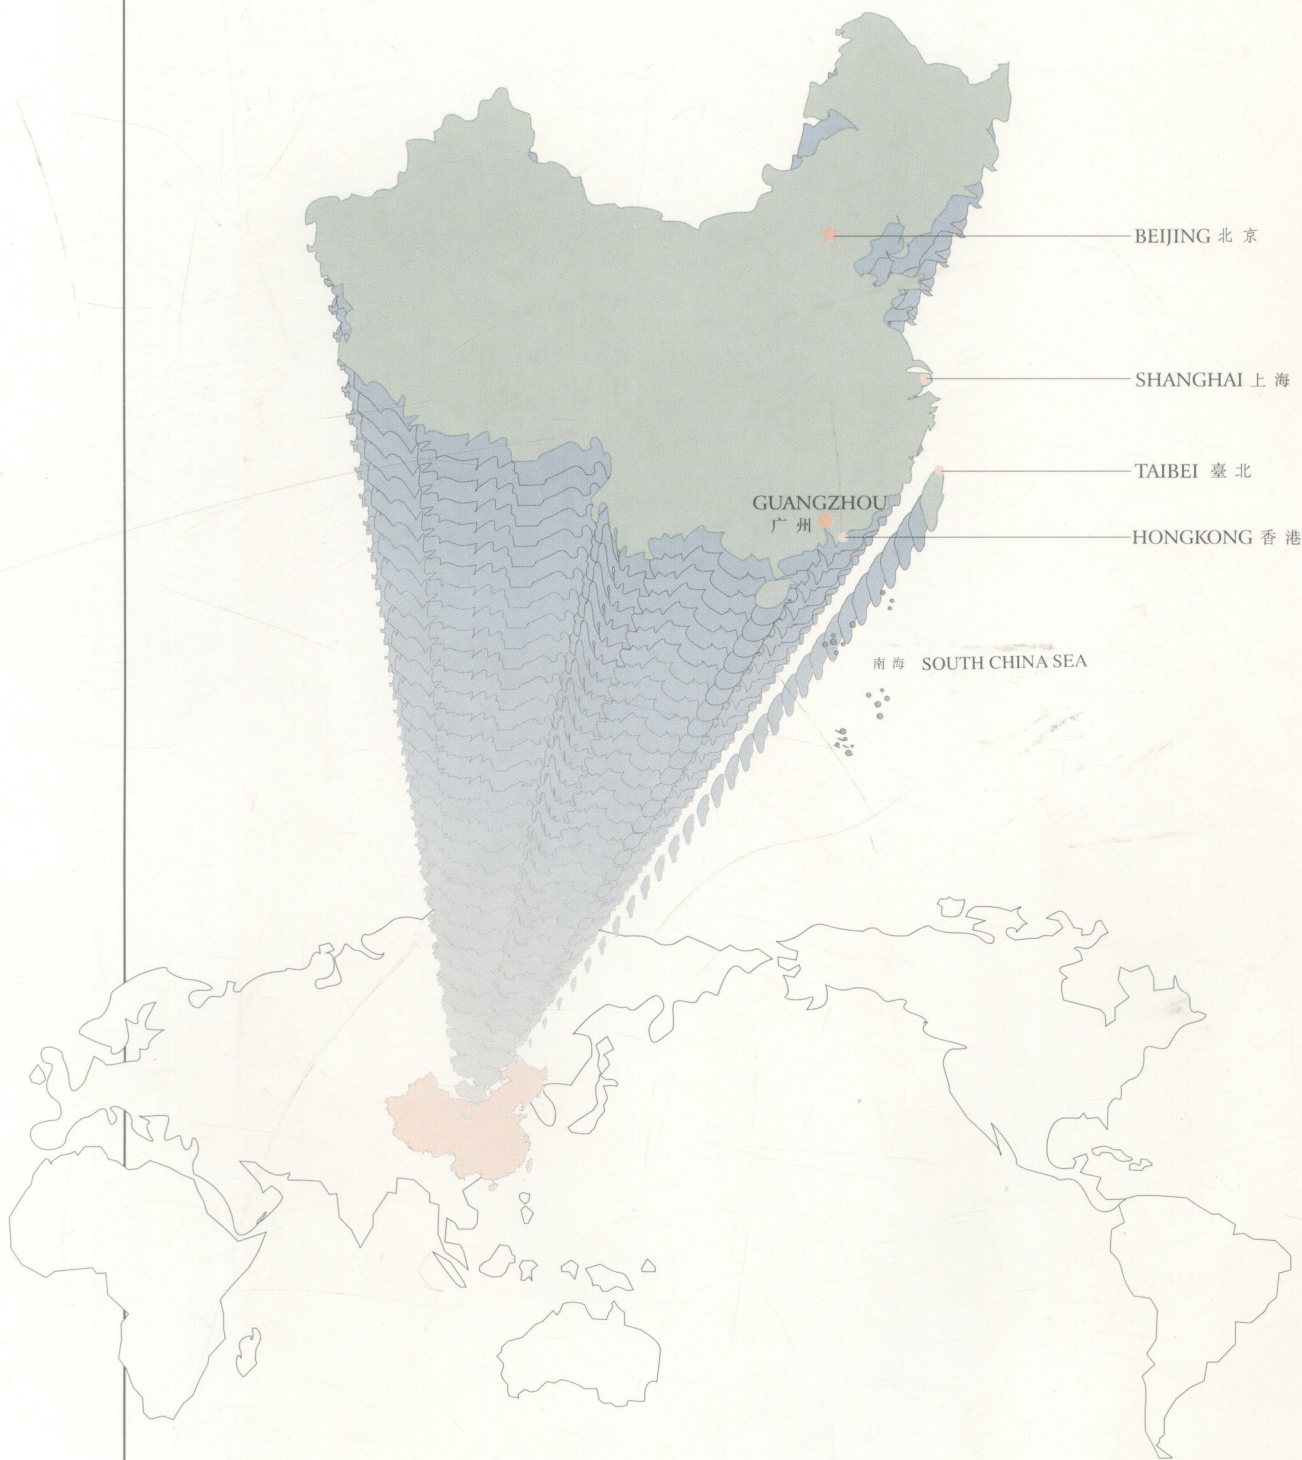 BEIJING 北 京
SHANGHAI 上 海
TAIBEI 臺 北
GUANGZHOU
广 州
HONGKONG 香 港
南 海 SOUTH CHINA SEA